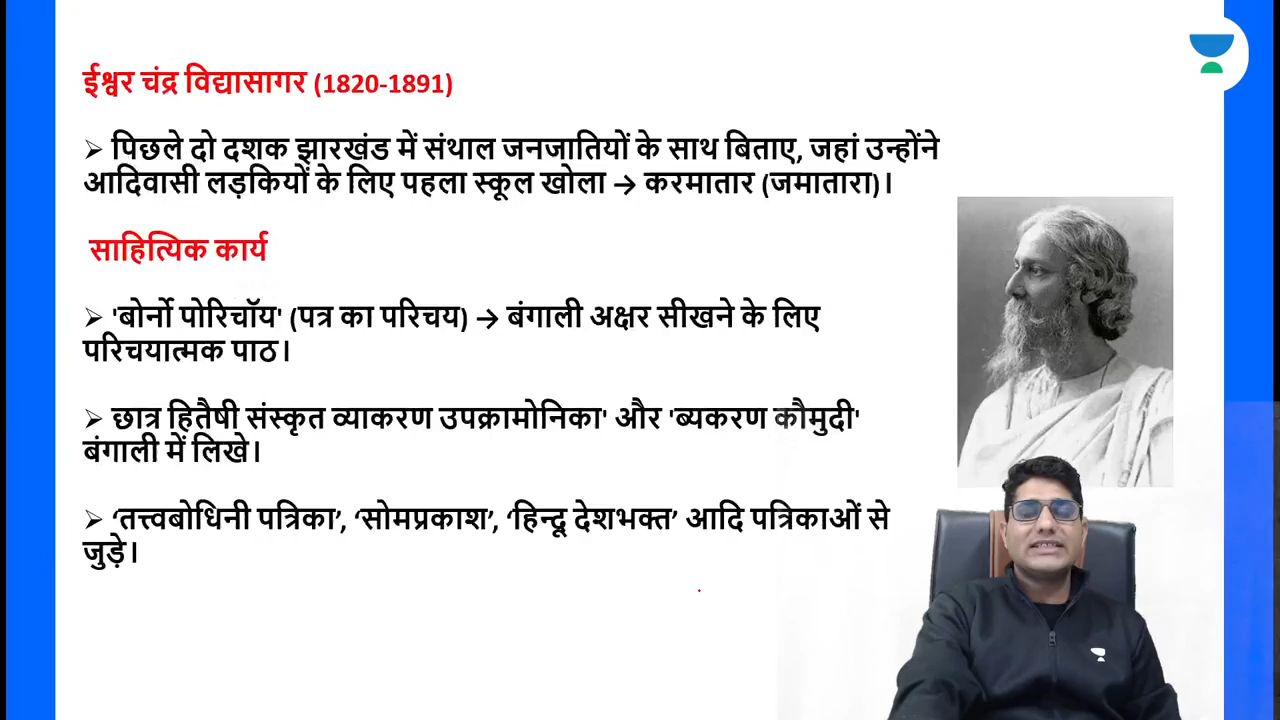 ईश्वर चंद्र विद्यासागर (1820-1891)
➢ पिछले दो दशक झारखंड में संथाल जनजातियों के साथ बिताए, जहां उन्होंने
आदिवासी लड़कियों के लिए पहला स्कूल खोला → करमातार (जमातारा)।
साहित्यिक कार्य
➢ 'बोर्नो पोरिचॉय' (पत्र का परिचय) → बंगाली अक्षर सीखने के लिए
परिचयात्मक पाठ।
➢ छात्र हितैषी संस्कृत व्याकरण उपक्रामोनिका' और 'ब्यकरण कौमुदी'
बंगाली में लिखे।
➢ ‘तत्त्वबोधिनी पत्रिका’, ‘सोमप्रकाश’, ‘हिन्दू देशभक्त’ आदि पत्रिकाओं से
जुड़े।